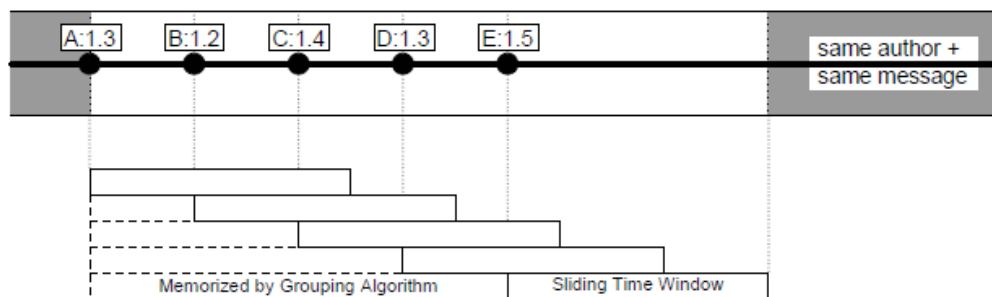 A:1.3 B:1.2 C:1.4 D:1.3 E:1.5
same author +
same message
Memorized by Grouping Algorithm Sliding Time Window